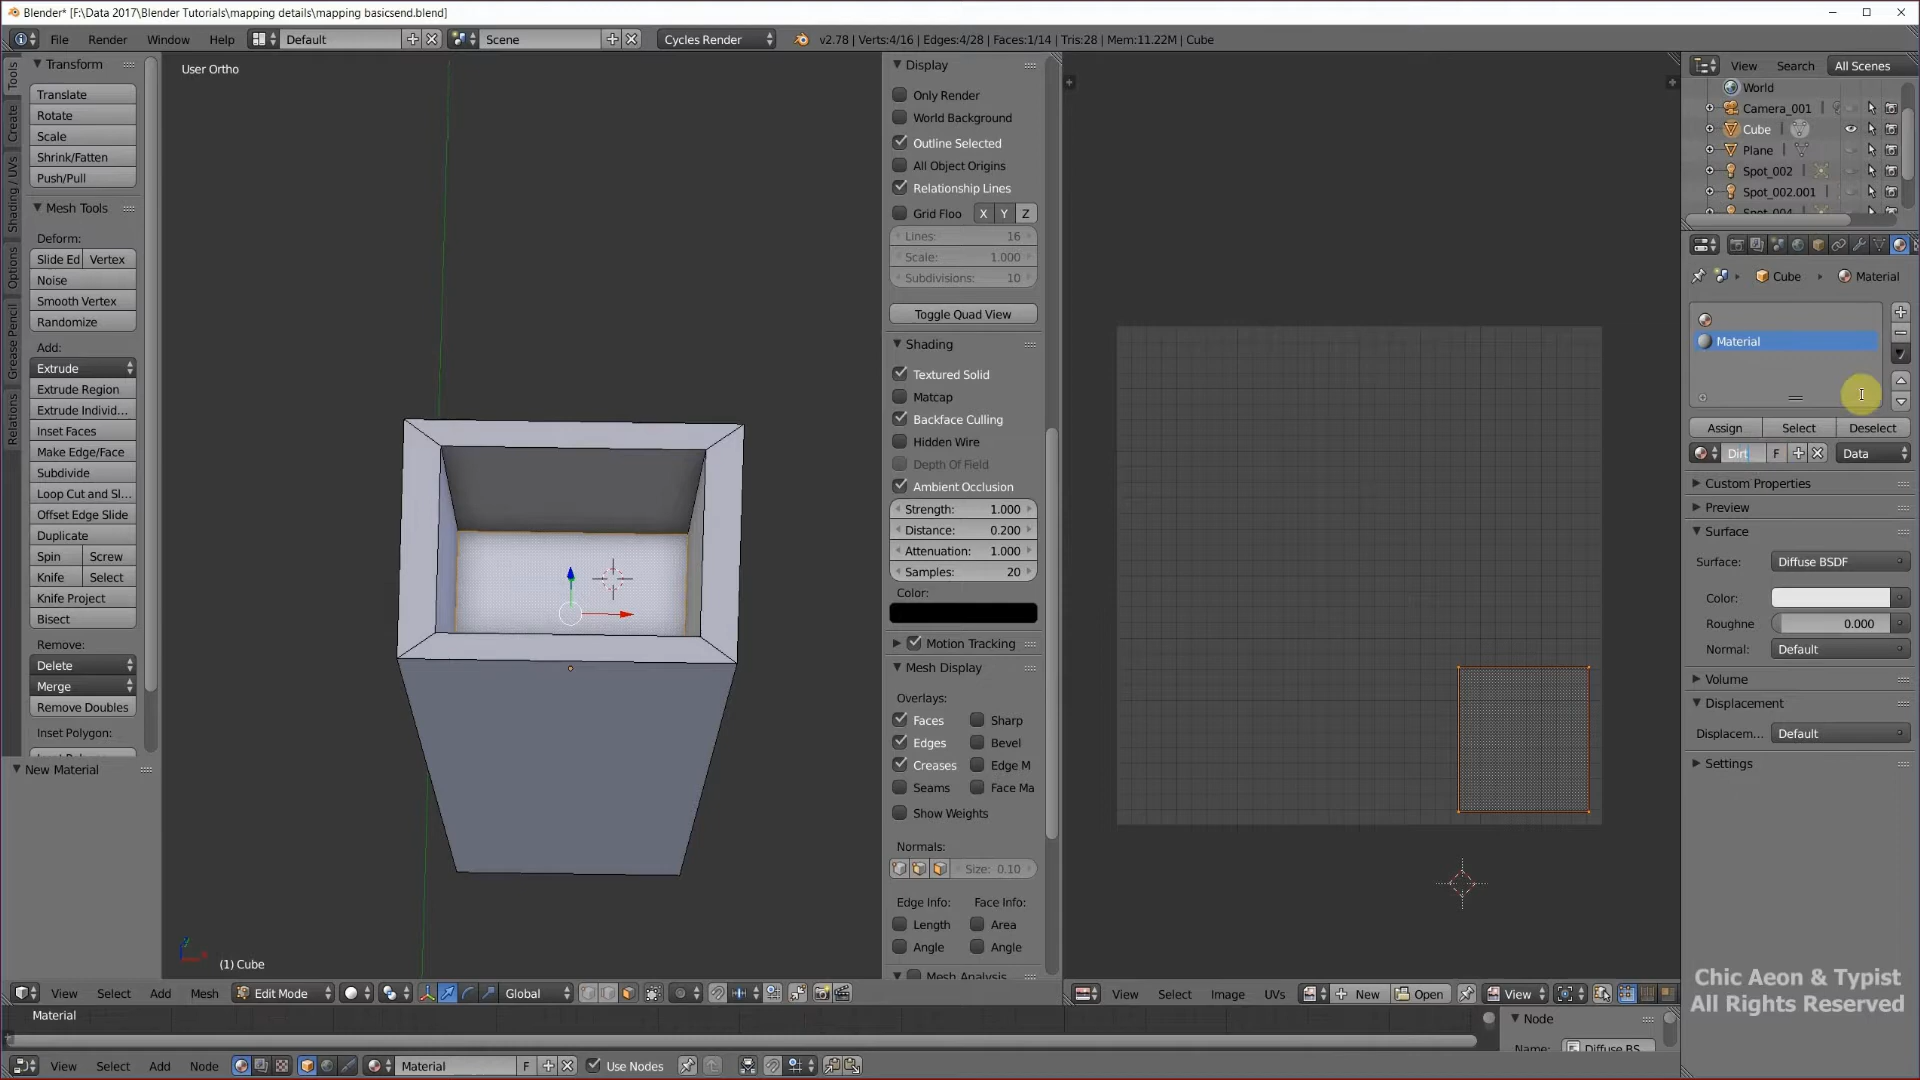 Blender* [F:\Data 2017\Blender Tutorials\mapping details\mapping basicsend.blend]
File Render Window Help Default Scene Cycles Render v2.78 | Verts:4/16 | Edges:4/28 | Faces:1/14 | Tris:28 | Mem:11.22M | Cube
Tools
Create
Shading / UVs
Options
Grease Pencil
Relations
Transform
Translate
Rotate
Scale
Shrink/Fatten
Push/Pull
Mesh Tools
Deform:
Slide Ed Vertex
Noise
Smooth Vertex
Randomize
Add:
Extrude
Extrude Region
Extrude Individ...
Inset Faces
Make Edge/Face
Subdivide
Loop Cut and Sl...
Offset Edge Slide
Duplicate
Spin Screw
Knife Select
Knife Project
Bisect
Remove:
Delete
Merge
Remove Doubles
Inset Polygon:
New Material
User Ortho
(1) Cube
Display
Only Render
World Background
Outline Selected
All Object Origins
Relationship Lines
Grid Floo X Y Z
Lines: 16
Scale: 1.000
Subdivisions: 10
Toggle Quad View
Shading
Textured Solid
Matcap
Backface Culling
Hidden Wire
Depth Of Field
Ambient Occlusion
Strength: 1.000
Distance: 0.200
Attenuation: 1.000
Samples: 20
Color:
Motion Tracking
Mesh Display
Overlays:
Faces Sharp
Edges Bevel
Creases Edge M
Seams Face Ma
Show Weights
Normals:
Size: 0.10
Edge Info: Face Info:
Length Area
Angle Angle
Mesh Analysis
View Search All Scenes
World
Camera_001
Cube
Plane
Spot_002
Spot_002.001
Spot_004
Cube Material
Material
Assign Select Deselect
Dirt F Data
Custom Properties
Preview
Surface
Surface: Diffuse BSDF
Color:
Roughne 0.000
Normal: Default
Volume
Displacement
Displacem... Default
Settings
Chic Aeon & Typist
All Rights Reserved
View Select Add Mesh Edit Mode Global
View Select Image UVs New Open View
Material
Node
Name: Diffuse BS
View Select Add Node Material F Use Nodes